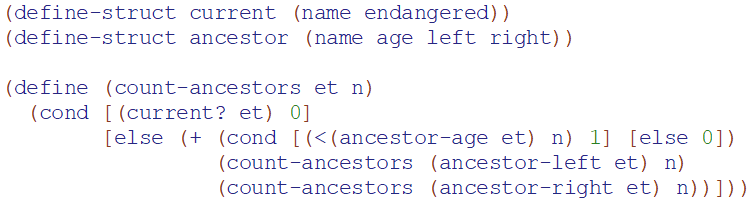 (define-struct current (name endangered))
(define-struct ancestor (name age left right))
(define (count-ancestors et n)
(cond [(current? et) 0]
[else (+ (cond [(<(ancestor-age et) n) 1] [else 0])
(count-ancestors (ancestor-left et) n)
(count-ancestors (ancestor-right et) n))]))